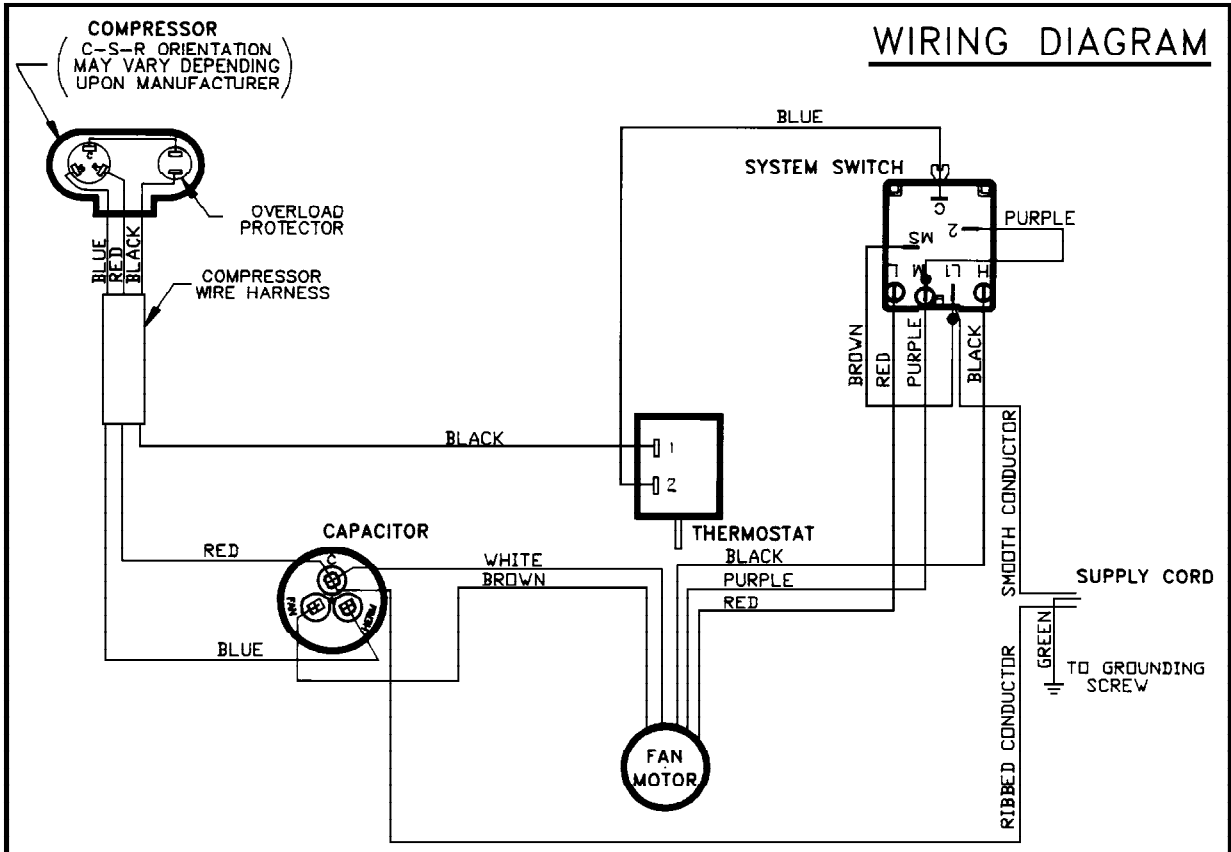 WIRING DIAGRAM
COMPRESSOR
C-S-R ORIENTATION
MAY VARY DEPENDING
UPON MANUFACTURER
C
OVERLOAD
PROTECTOR
BLUE
RED
BLACK
COMPRESSOR
WIRE HARNESS
BLUE
SYSTEM SWITCH
C
2
PURPLE
MS
L
M
L1
H
BROWN
RED
PURPLE
BLACK
BLACK
1
2
THERMOSTAT
CAPACITOR
C
FAN
HERM
RED
WHITE
BROWN
BLUE
BLACK
PURPLE
RED
SMOOTH CONDUCTOR
SUPPLY CORD
GREEN
TO GROUNDING
SCREW
RIBBED CONDUCTOR
FAN
MOTOR